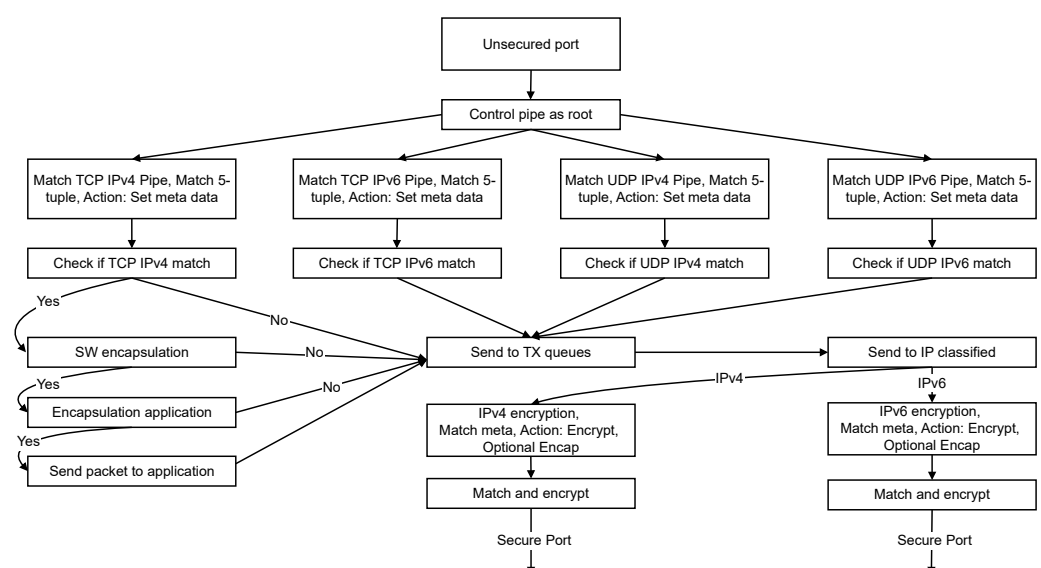 Unsecured port
Control pipe as root
Match TCP IPv4 Pipe, Match 5-
tuple, Action: Set meta data
Match TCP IPv6 Pipe, Match 5-
tuple, Action: Set meta data
Match UDP IPv4 Pipe, Match 5-
tuple, Action: Set meta data
Match UDP IPv6 Pipe, Match 5-
tuple, Action: Set meta data
Check if TCP IPv4 match
Check if TCP IPv6 match
Check if UDP IPv4 match
Check if UDP IPv6 match
Yes
No
SW encapsulation
No
Send to TX queues
Send to IP classified
Yes
No
IPv4
IPv6
Encapsulation application
IPv4 encryption,
Match meta, Action: Encrypt,
Optional Encap
IPv6 encryption,
Match meta, Action: Encrypt,
Optional Encap
Yes
Send packet to application
Match and encrypt
Match and encrypt
Secure Port
Secure Port